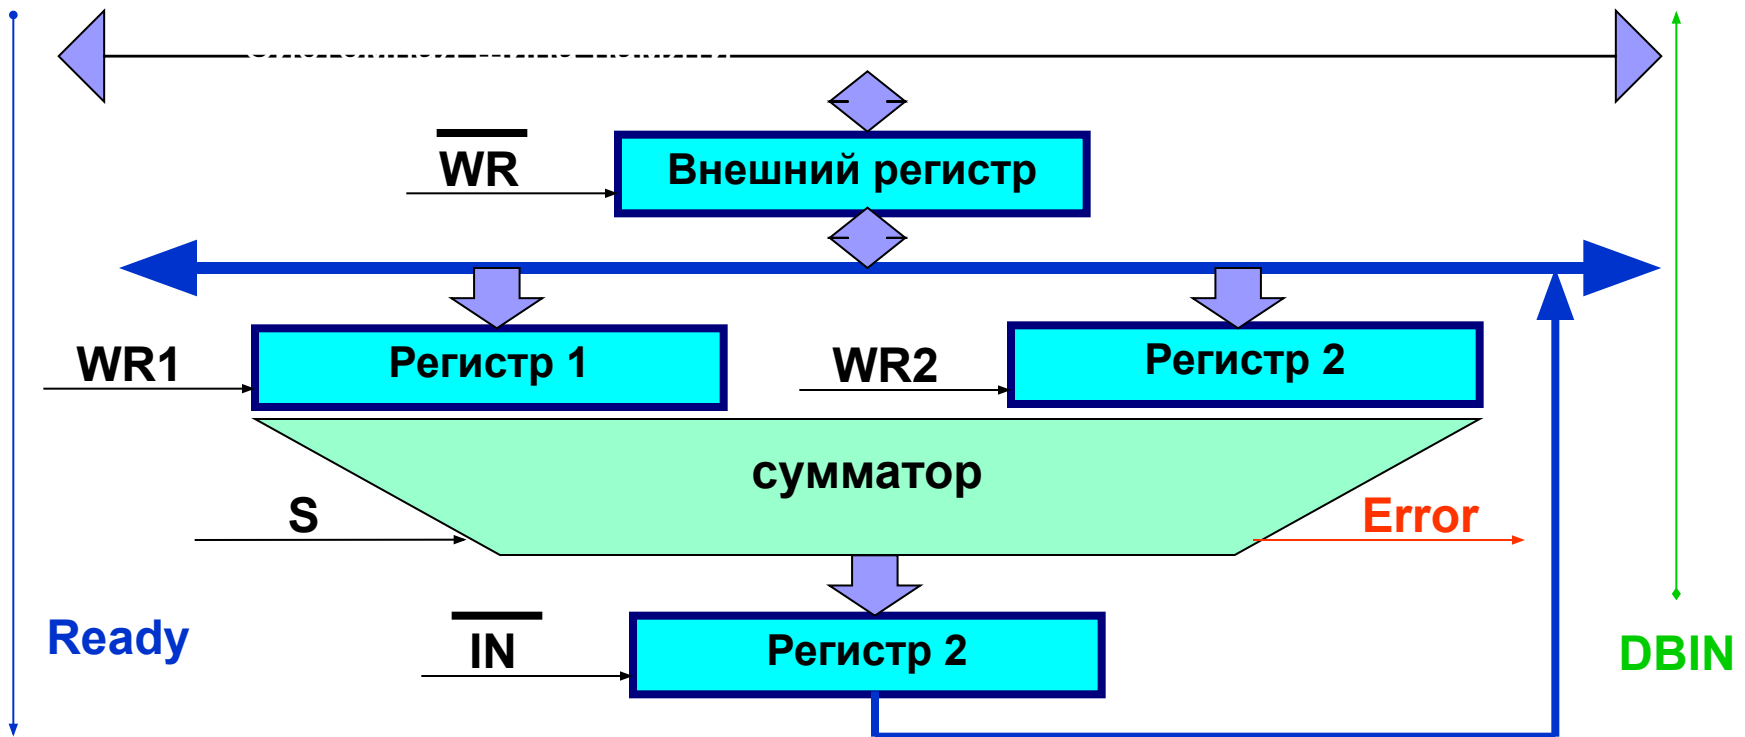 WR
Внешний регистр
WR1
Регистр 1
WR2
Регистр 2
сумматор
S
Error
Ready
IN
Регистр 2
DBIN